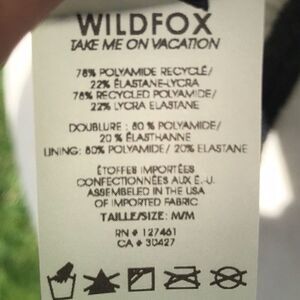 WILDFOX
TAKE ME ON VACATION
78% POLYAMIDE RECYCLÉ/
22% ÉLASTANE-LYCRA
78% RECYCLED POLYAMIDE/
22% LYCRA ELASTANE
DOUBLURE : 80 % POLYAMIDE/
20 % ÉLASTHANNE
LINING: 80% POLYAMIDE/ 20% ELASTANE
ÉTOFFES IMPORTÉES
CONFECTIONNÉES AUX É.-U.
ASSEMBELED IN THE USA
OF IMPORTED FABRIC
TAILLE/SIZE: M/M
RN # 127461
CA # 30427